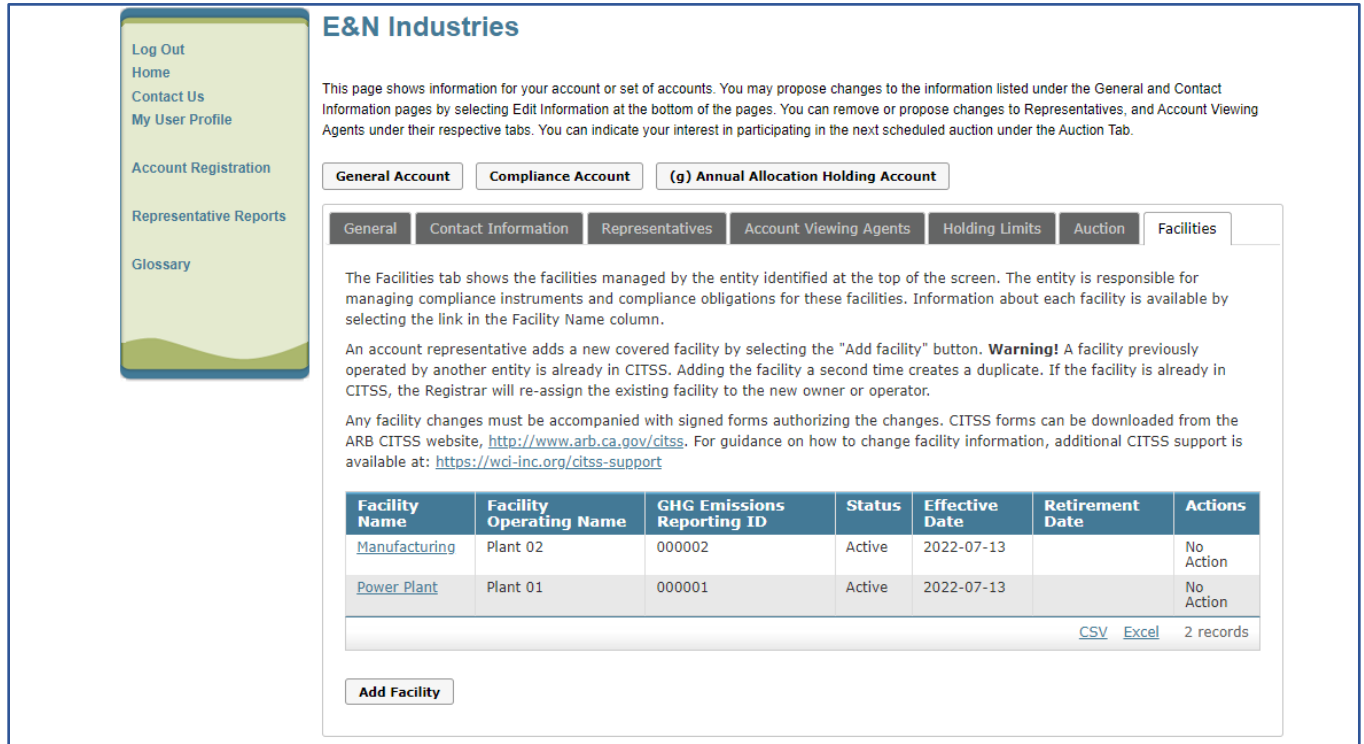 E&N Industries
Log Out
Home
Contact Us
My User Profile
Account Registration
Representative Reports
Glossary
This page shows information for your account or set of accounts. You may propose changes to the information listed under the General and Contact
Information pages by selecting Edit Information at the bottom of the pages. You can remove or propose changes to Representatives, and Account Viewing
Agents under their respective tabs. You can indicate your interest in participating in the next scheduled auction under the Auction Tab.
General Account Compliance Account (g) Annual Allocation Holding Account
General Contact Information Representatives Account Viewing Agents Holding Limits Auction Facilities
The Facilities tab shows the facilities managed by the entity identified at the top of the screen. The entity is responsible for
managing compliance instruments and compliance obligations for these facilities. Information about each facility is available by
selecting the link in the Facility Name column.
An account representative adds a new covered facility by selecting the "Add facility" button. Warning! A facility previously
operated by another entity is already in CITSS. Adding the facility a second time creates a duplicate. If the facility is already in
CITSS, the Registrar will re-assign the existing facility to the new owner or operator.
Any facility changes must be accompanied with signed forms authorizing the changes. CITSS forms can be downloaded from the
ARB CITSS website, http://www.arb.ca.gov/citss. For guidance on how to change facility information, additional CITSS support is
available at: https://wci-inc.org/citss-support
Facility Name Facility Operating Name GHG Emissions Reporting ID Status Effective Date Retirement Date Actions
Manufacturing Plant 02 000002 Active 2022-07-13 No Action
Power Plant Plant 01 000001 Active 2022-07-13 No Action
CSV Excel 2 records
Add Facility